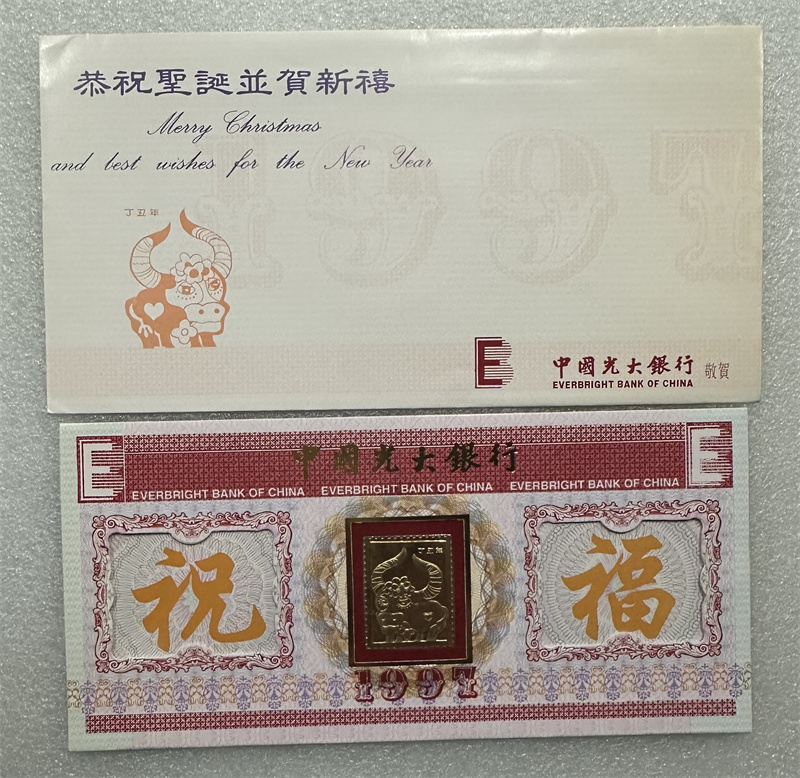 恭祝聖誕並賀新禧
Merry Christmas
and best wishes for the New Year
1997
丁丑年
E
中國光大銀行 敬賀
EVERBRIGHT BANK OF CHINA
E 中國光大銀行 E
EVERBRIGHT BANK OF CHINA EVERBRIGHT BANK OF CHINA EVERBRIGHT BANK OF CHINA
丁丑年
祝 福
1997